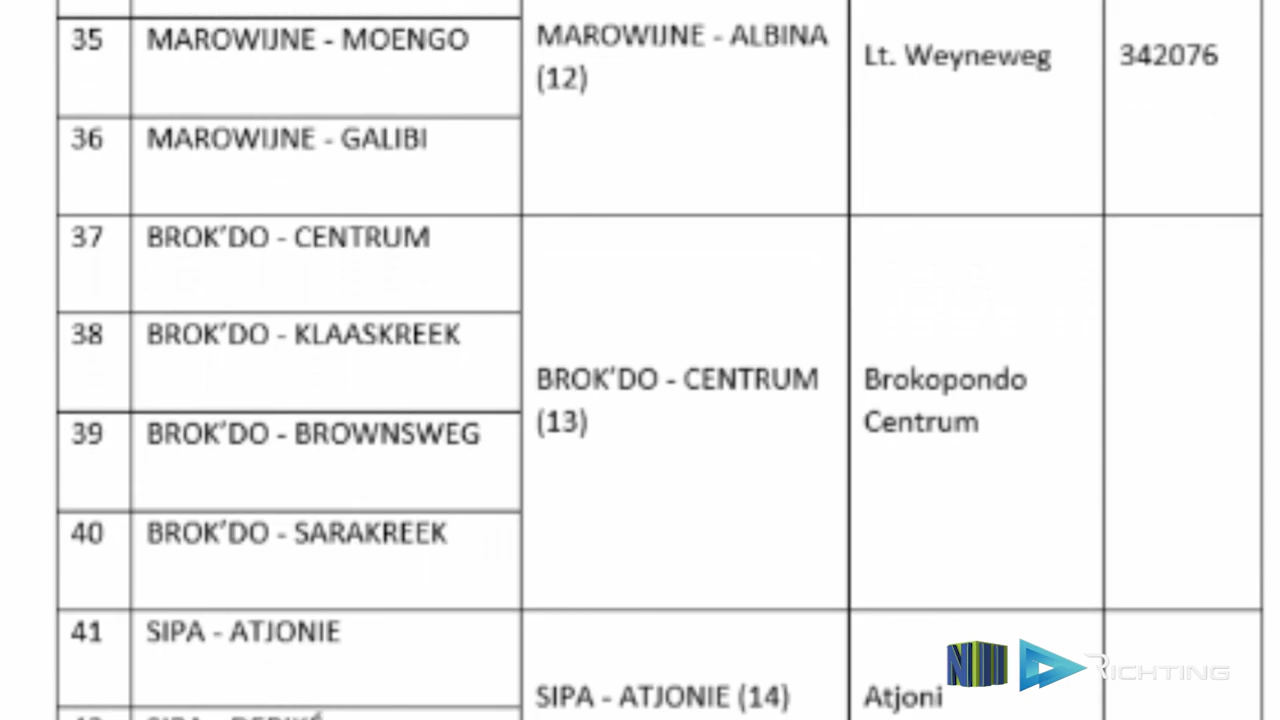 35 MAROWIJNE - MOENGO
MAROWIJNE - ALBINA
(12)
Lt. Weyneweg
342076
36 MAROWIJNE - GALIBI
37 BROK'DO - CENTRUM
38 BROK'DO - KLAASKREEK
BROK'DO - CENTRUM
(13)
Brokopondo
Centrum
39 BROK'DO - BROWNSWEG
40 BROK'DO - SARAKREEK
41 SIPA - ATJONIE
SIPA - ATJONIE (14)
Atjoni
NII RICHTING